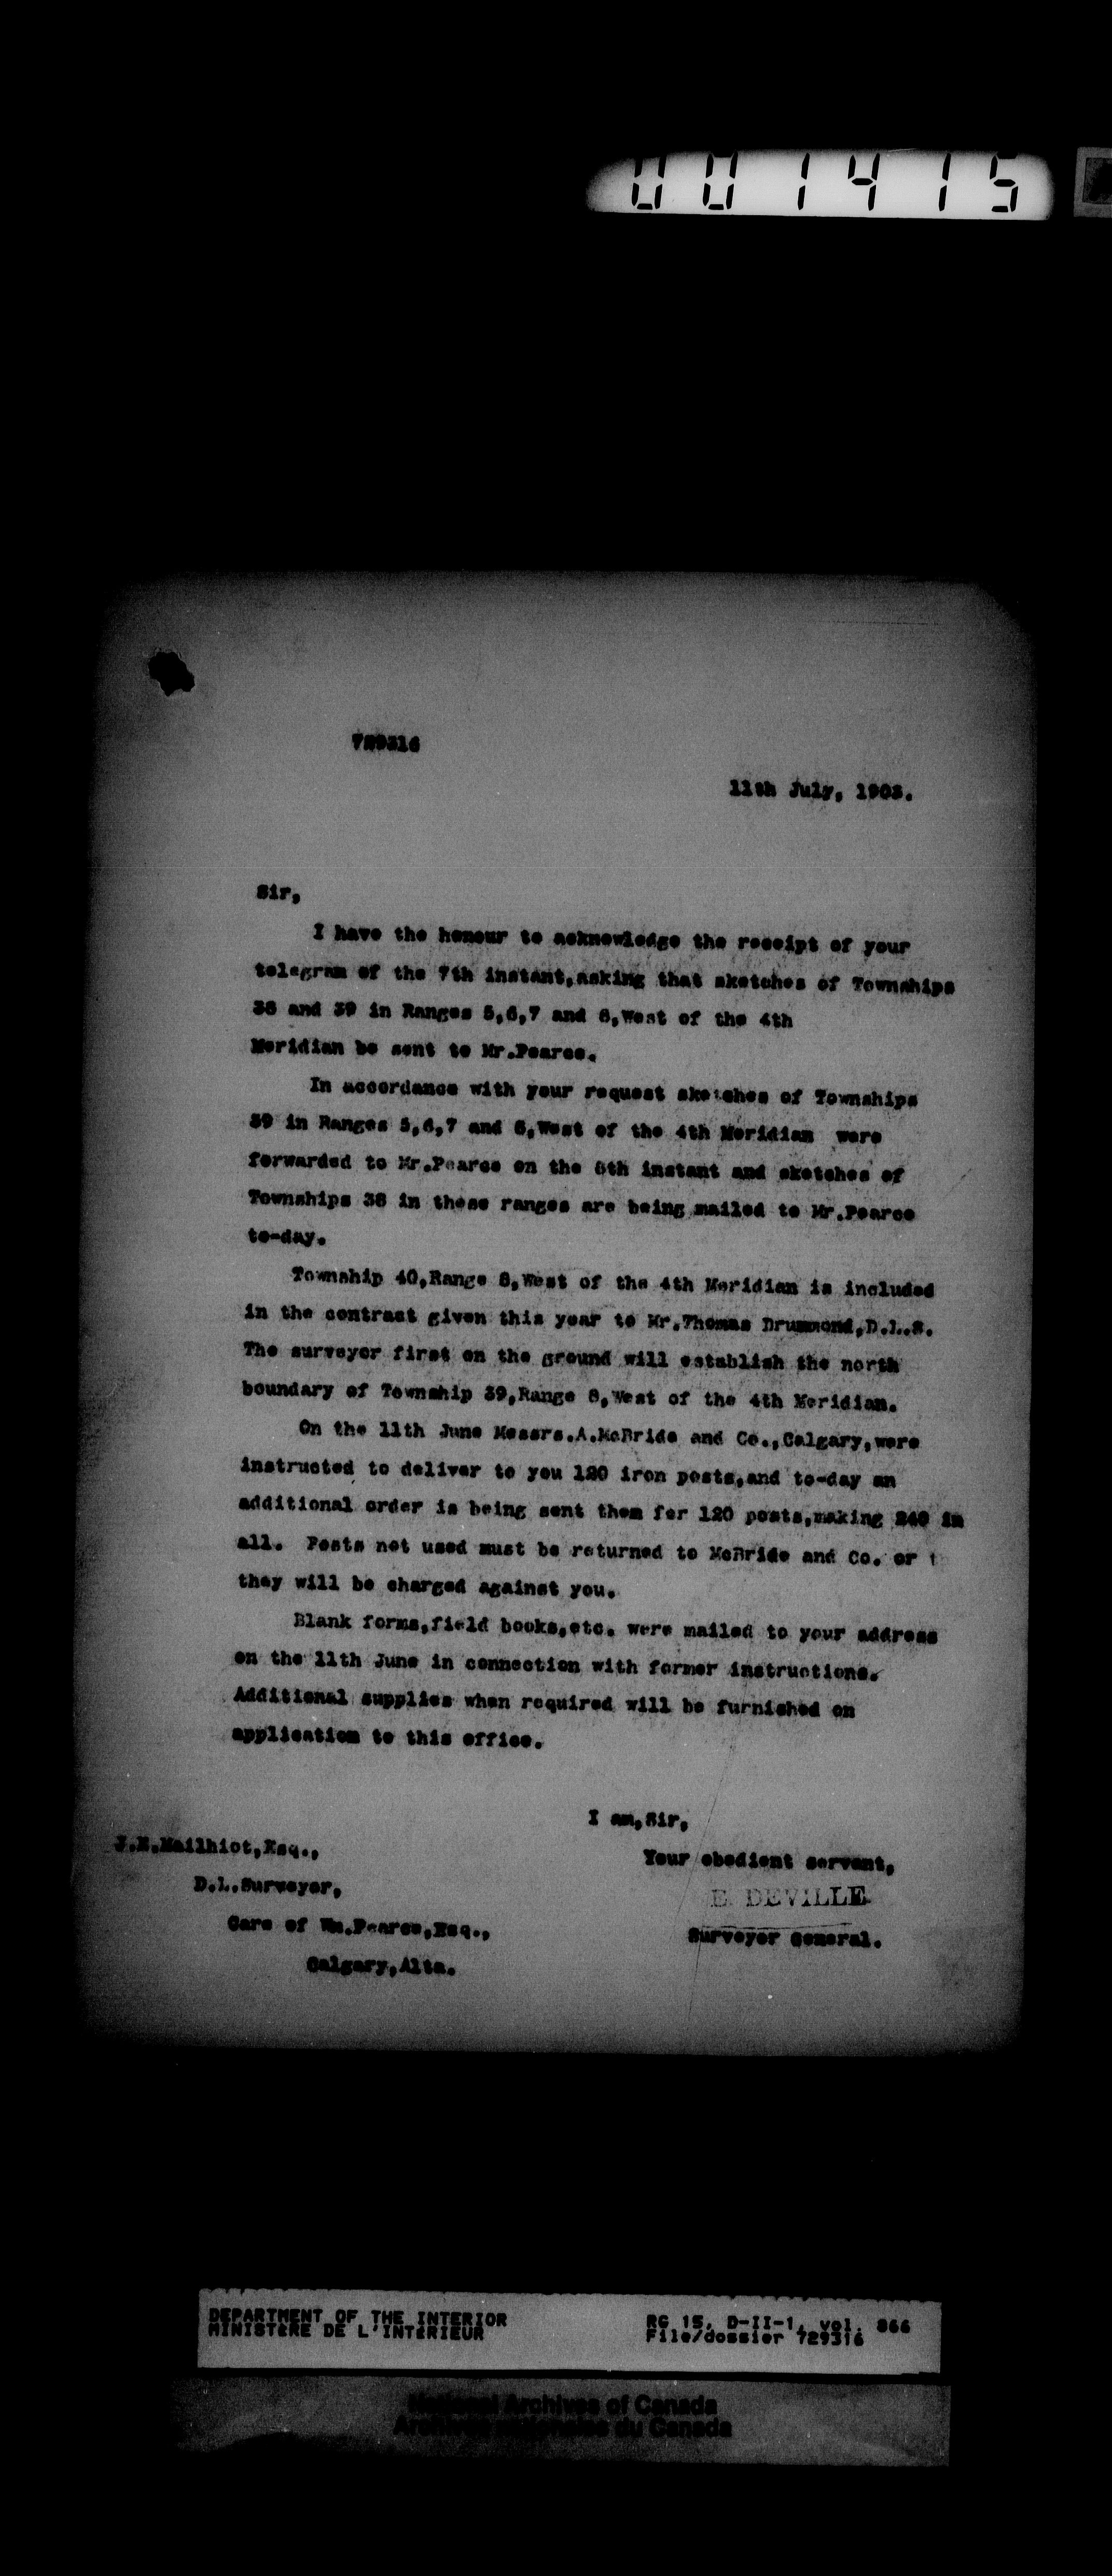 001415
729316
11th July, 1903.
Sir,
I have the honour to acknowledge the receipt of your
telegram of the 7th instant,asking that sketches of Townships
38 and 39 in Ranges 5,6,7 and 8,West of the 4th
Meridian be sent to Mr.Pearce.
In accordance with your request sketches of Townships
39 in Ranges 5,6,7 and 8,West of the 4th Meridian were
forwarded to Mr.Pearce on the 8th instant and sketches of
Townships 38 in these ranges are being mailed to Mr.Pearce
to-day.
Township 40,Range 8,West of the 4th Meridian is included
in the contract given this year to Mr.Thomas Drummond,D.L.S.
The surveyor first on the ground will establish the north
boundary of Township 39,Range 8,West of the 4th Meridian.
On the 11th June Messrs.A.McBride and Co.,Calgary,were
instructed to deliver to you 120 iron posts,and to-day an
additional order is being sent them for 120 posts,making 240 in
all. Posts not used must be returned to McBride and Co. or
they will be charged against you.
Blank forms,field books,etc. were mailed to your address
on the 11th June in connection with former instructions.
Additional supplies when required will be furnished on
application to this office.
I am,Sir,
Your obedient servant,
E. DEVILLE
Surveyor General.
J.E.Mailhiot,Esq.,
D.L.Surveyor,
Care of Wm.Pearce,Esq.,
Calgary,Alta.
DEPARTMENT OF THE INTERIOR
MINISTÈRE DE L'INTÉRIEUR
RG 15, D-II-1, vol. 866
File/dossier 729316
National Archives of Canada
Archives nationales du Canada